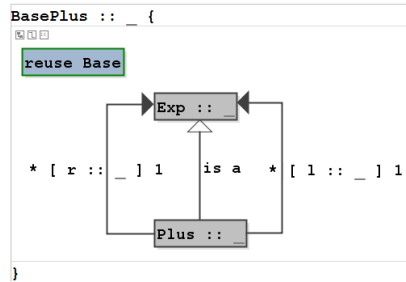 BasePlus :: _ {
reuse Base
Exp :: _
* [ r :: _ ] 1
is a
* [ l :: _ ] 1
Plus :: _
}